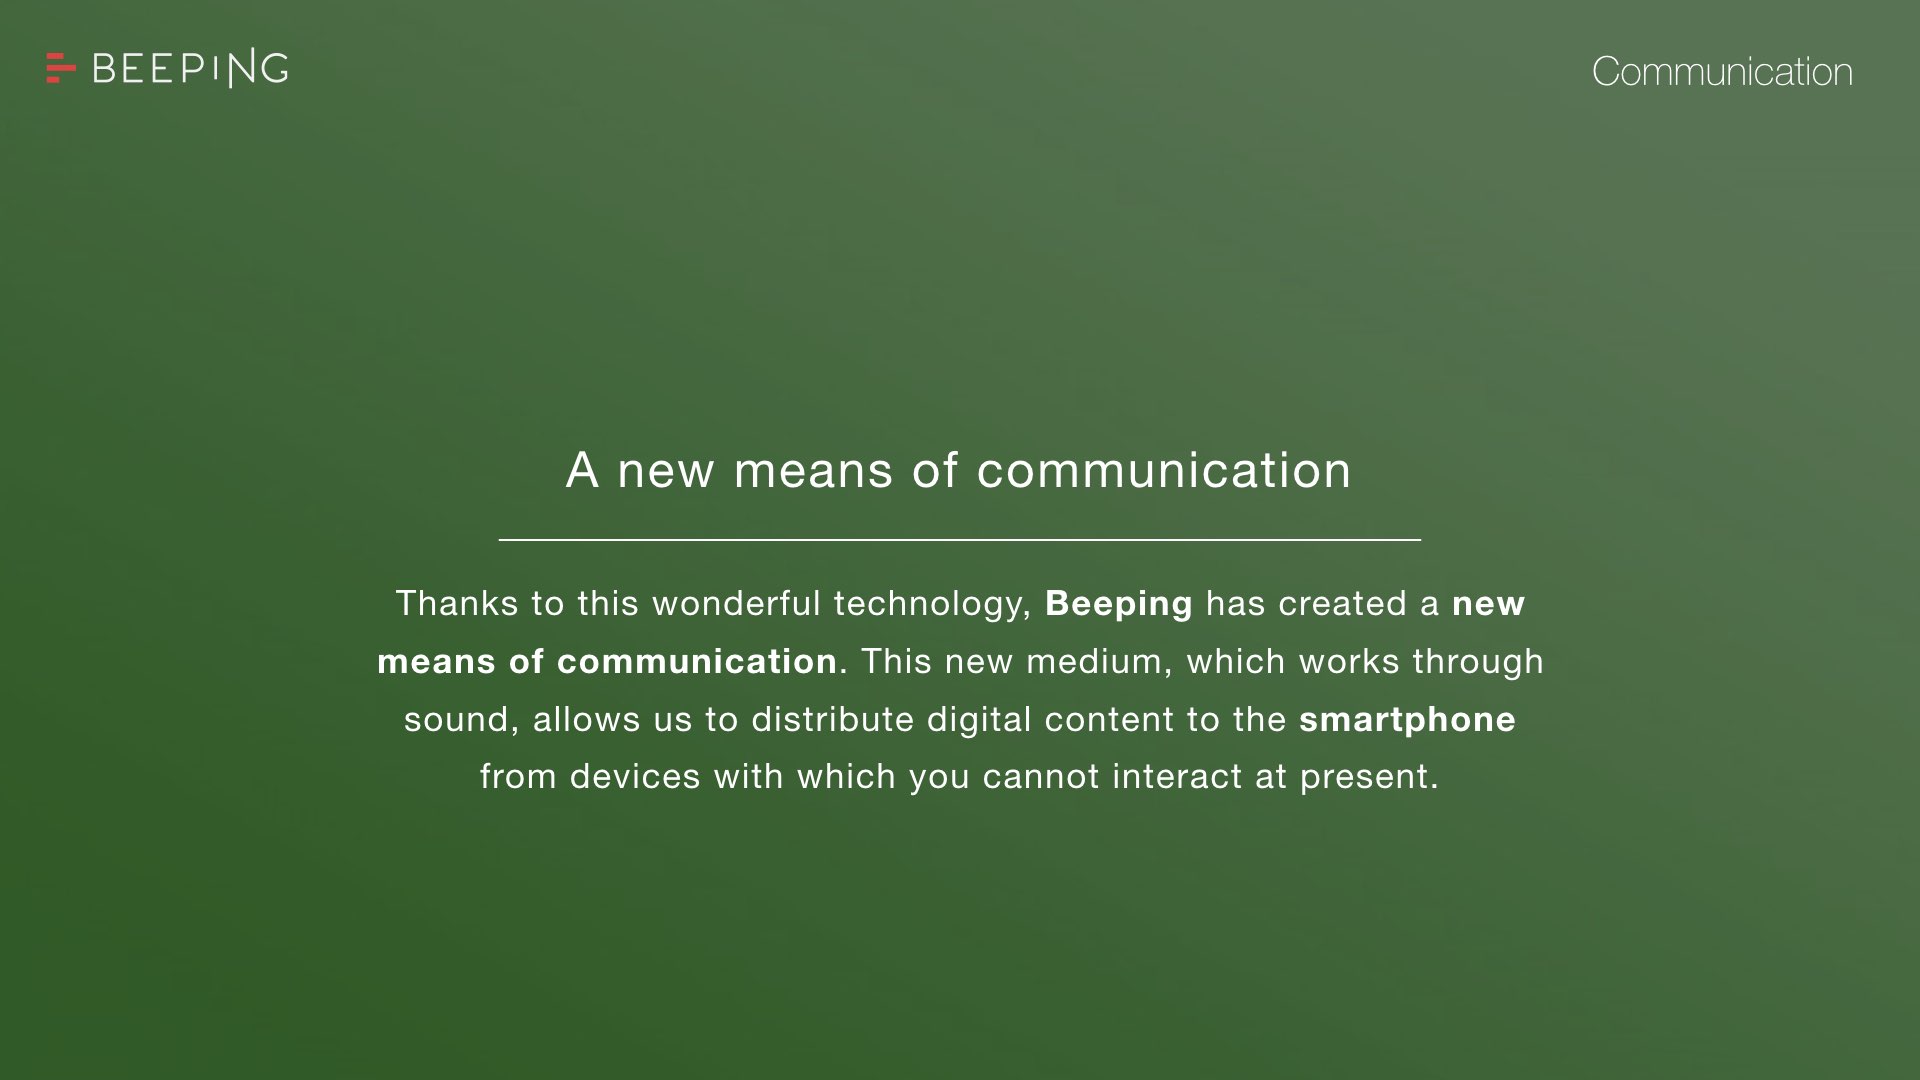 BEEPING
Communication
A new means of communication
Thanks to this wonderful technology, Beeping has created a new
means of communication. This new medium, which works through
sound, allows us to distribute digital content to the smartphone
from devices with which you cannot interact at present.